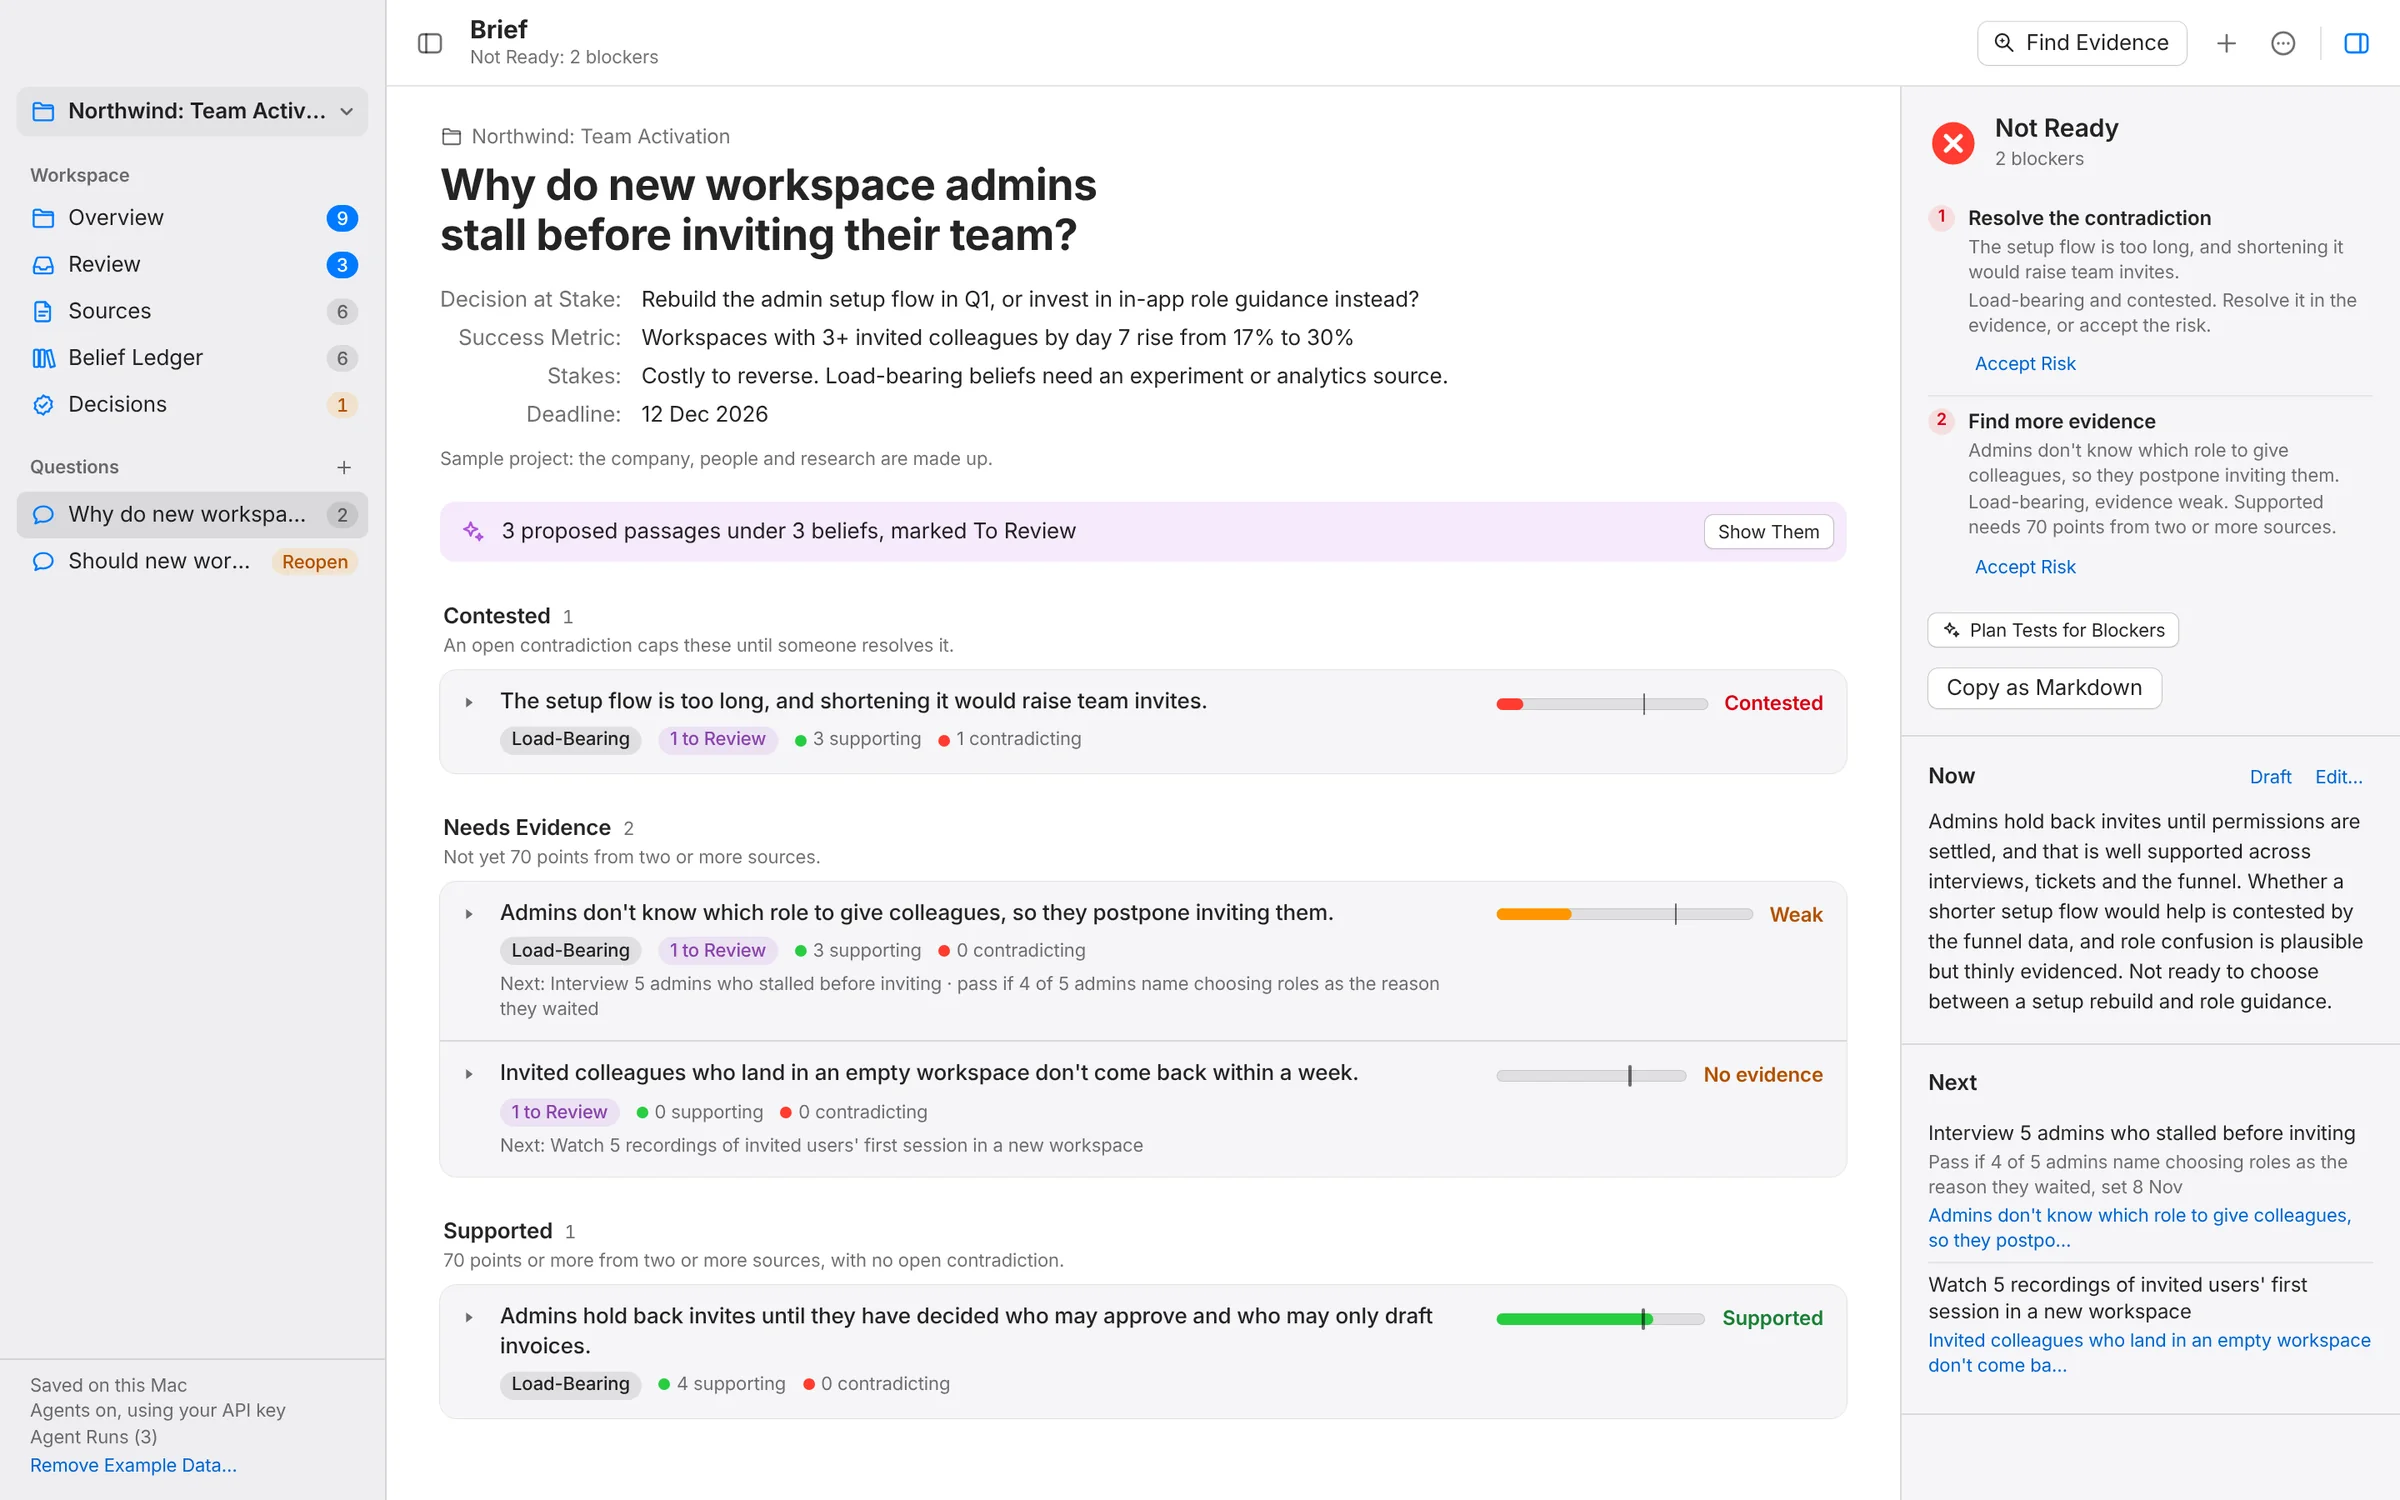 Brief
Not Ready: 2 blockers
Find Evidence
Northwind: Team Activ...
Workspace
Overview 9
Review 3
Sources 6
Belief Ledger 6
Decisions 1
Questions
Why do new workspa... 2
Should new wor... Reopen
Saved on this Mac
Agents on, using your API key
Agent Runs (3)
Remove Example Data...
Northwind: Team Activation
Why do new workspace admins
stall before inviting their team?
Decision at Stake: Rebuild the admin setup flow in Q1, or invest in in-app role guidance instead?
Success Metric: Workspaces with 3+ invited colleagues by day 7 rise from 17% to 30%
Stakes: Costly to reverse. Load-bearing beliefs need an experiment or analytics source.
Deadline: 12 Dec 2026
Sample project: the company, people and research are made up.
3 proposed passages under 3 beliefs, marked To Review
Show Them
Contested 1
An open contradiction caps these until someone resolves it.
The setup flow is too long, and shortening it would raise team invites.
Contested
Load-Bearing 1 to Review 3 supporting 1 contradicting
Needs Evidence 2
Not yet 70 points from two or more sources.
Admins don't know which role to give colleagues, so they postpone inviting them.
Weak
Load-Bearing 1 to Review 3 supporting 0 contradicting
Next: Interview 5 admins who stalled before inviting · pass if 4 of 5 admins name choosing roles as the reason
they waited
Invited colleagues who land in an empty workspace don't come back within a week.
No evidence
1 to Review 0 supporting 0 contradicting
Next: Watch 5 recordings of invited users' first session in a new workspace
Supported 1
70 points or more from two or more sources, with no open contradiction.
Admins hold back invites until they have decided who may approve and who may only draft
invoices.
Supported
Load-Bearing 4 supporting 0 contradicting
Not Ready
2 blockers
1 Resolve the contradiction
The setup flow is too long, and shortening it
would raise team invites.
Load-bearing and contested. Resolve it in the
evidence, or accept the risk.
Accept Risk
2 Find more evidence
Admins don't know which role to give
colleagues, so they postpone inviting them.
Load-bearing, evidence weak. Supported
needs 70 points from two or more sources.
Accept Risk
Plan Tests for Blockers
Copy as Markdown
Now Draft Edit...
Admins hold back invites until permissions are
settled, and that is well supported across
interviews, tickets and the funnel. Whether a
shorter setup flow would help is contested by
the funnel data, and role confusion is plausible
but thinly evidenced. Not ready to choose
between a setup rebuild and role guidance.
Next
Interview 5 admins who stalled before inviting
Pass if 4 of 5 admins name choosing roles as the
reason they waited, set 8 Nov
Admins don't know which role to give colleagues,
so they postpo...
Watch 5 recordings of invited users' first
session in a new workspace
Invited colleagues who land in an empty workspace
don't come ba...